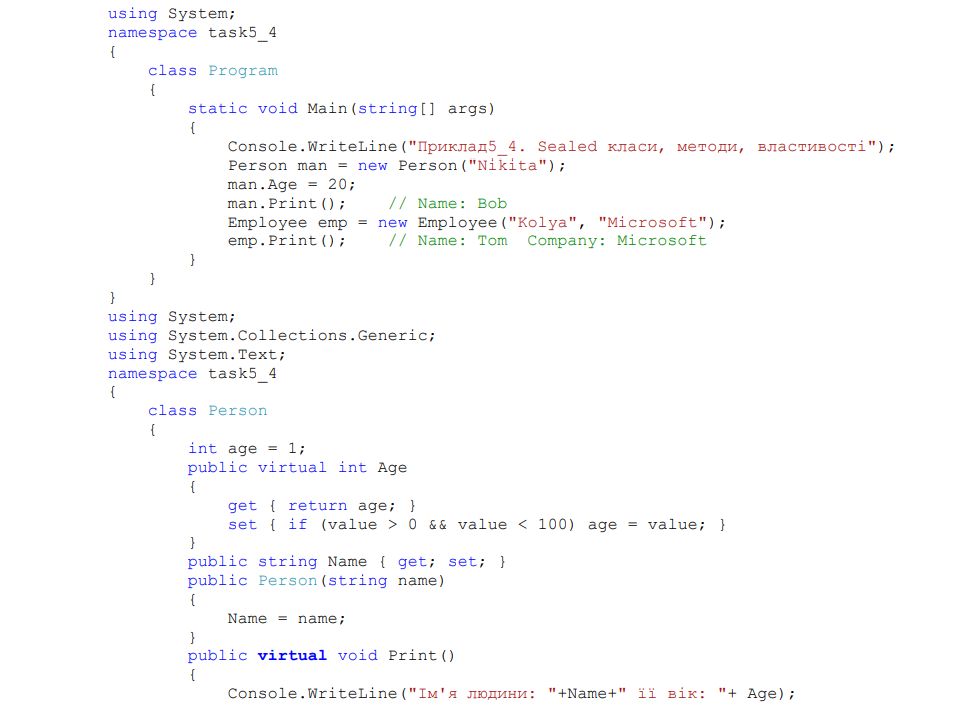 using System;
namespace task5_4
{
    class Program
    {
        static void Main(string[] args)
        {
            Console.WriteLine("Приклад5_4. Sealed класи, методи, властивості");
            Person man = new Person("Nikita");
            man.Age = 20;
            man.Print();    // Name: Bob
            Employee emp = new Employee("Kolya", "Microsoft");
            emp.Print();    // Name: Tom  Company: Microsoft
        }
    }
}
using System;
using System.Collections.Generic;
using System.Text;
namespace task5_4
{
    class Person
    {
        int age = 1;
        public virtual int Age
        {
            get { return age; }
            set { if (value > 0 && value < 100) age = value; }
        }
        public string Name { get; set; }
        public Person(string name)
        {
            Name = name;
        }
        public virtual void Print()
        {
            Console.WriteLine("Ім'я людини: "+Name+" її вік: "+ Age);